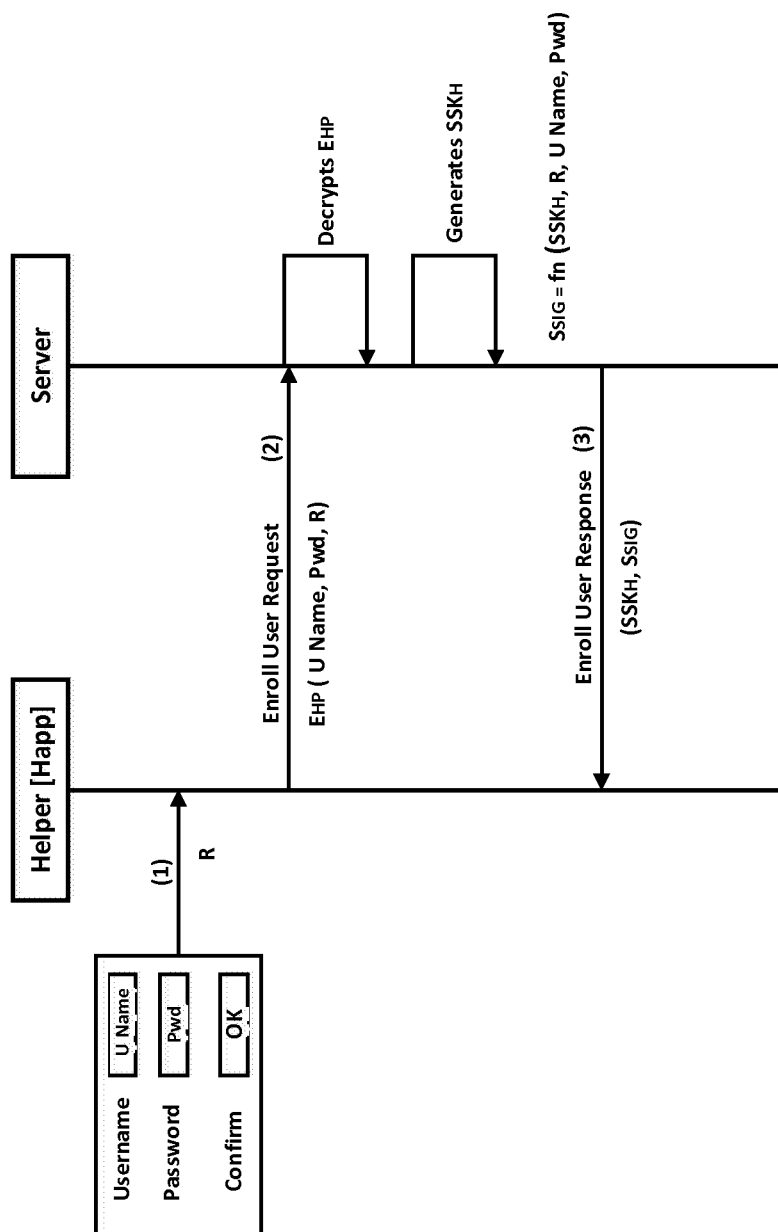 Helper [Happ]
Server
Username
U Name
Password
Pwd
Confirm
OK
(1)
R
Enroll User Request (2)
EHP ( U Name, Pwd, R)
Decrypts EHP
Generates SSKH
SSIG = fn (SSKH, R, U Name, Pwd)
Enroll User Response (3)
(SSKH, SSIG)